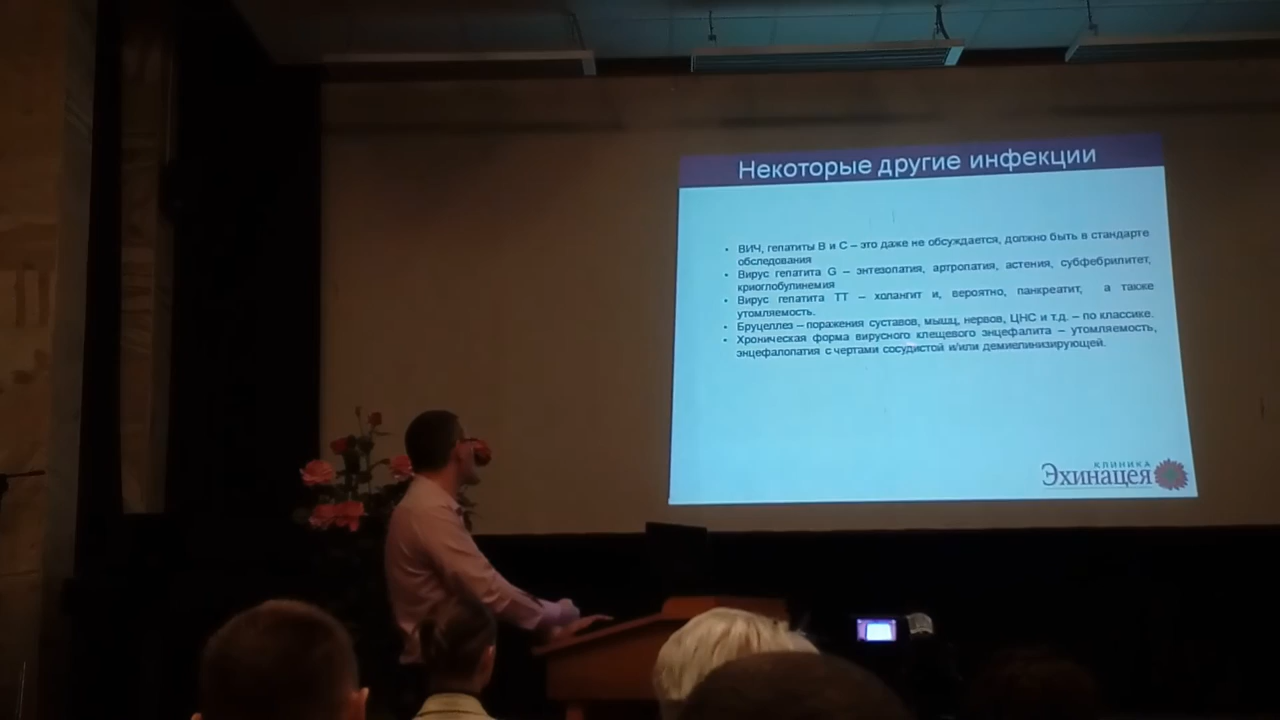 Некоторые другие инфекции
• ВИЧ, гепатиты B и C – это даже не обсуждается, должно быть в стандарте
обследования
• Вирус гепатита G – энтезопатия, артропатия, астения, субфебрилитет,
криоглобулинемия
• Вирус гепатита ТТ – холангит и, вероятно, панкреатит, а также
утомляемость.
• Бруцеллез – поражения суставов, мышц, нервов, ЦНС и т.д. – по классике.
• Хроническая форма вирусного клещевого энцефалита – утомляемость,
энцефалопатия с чертами сосудистой и/или демиелинизирующей.
КЛИНИКА
Эхинацея